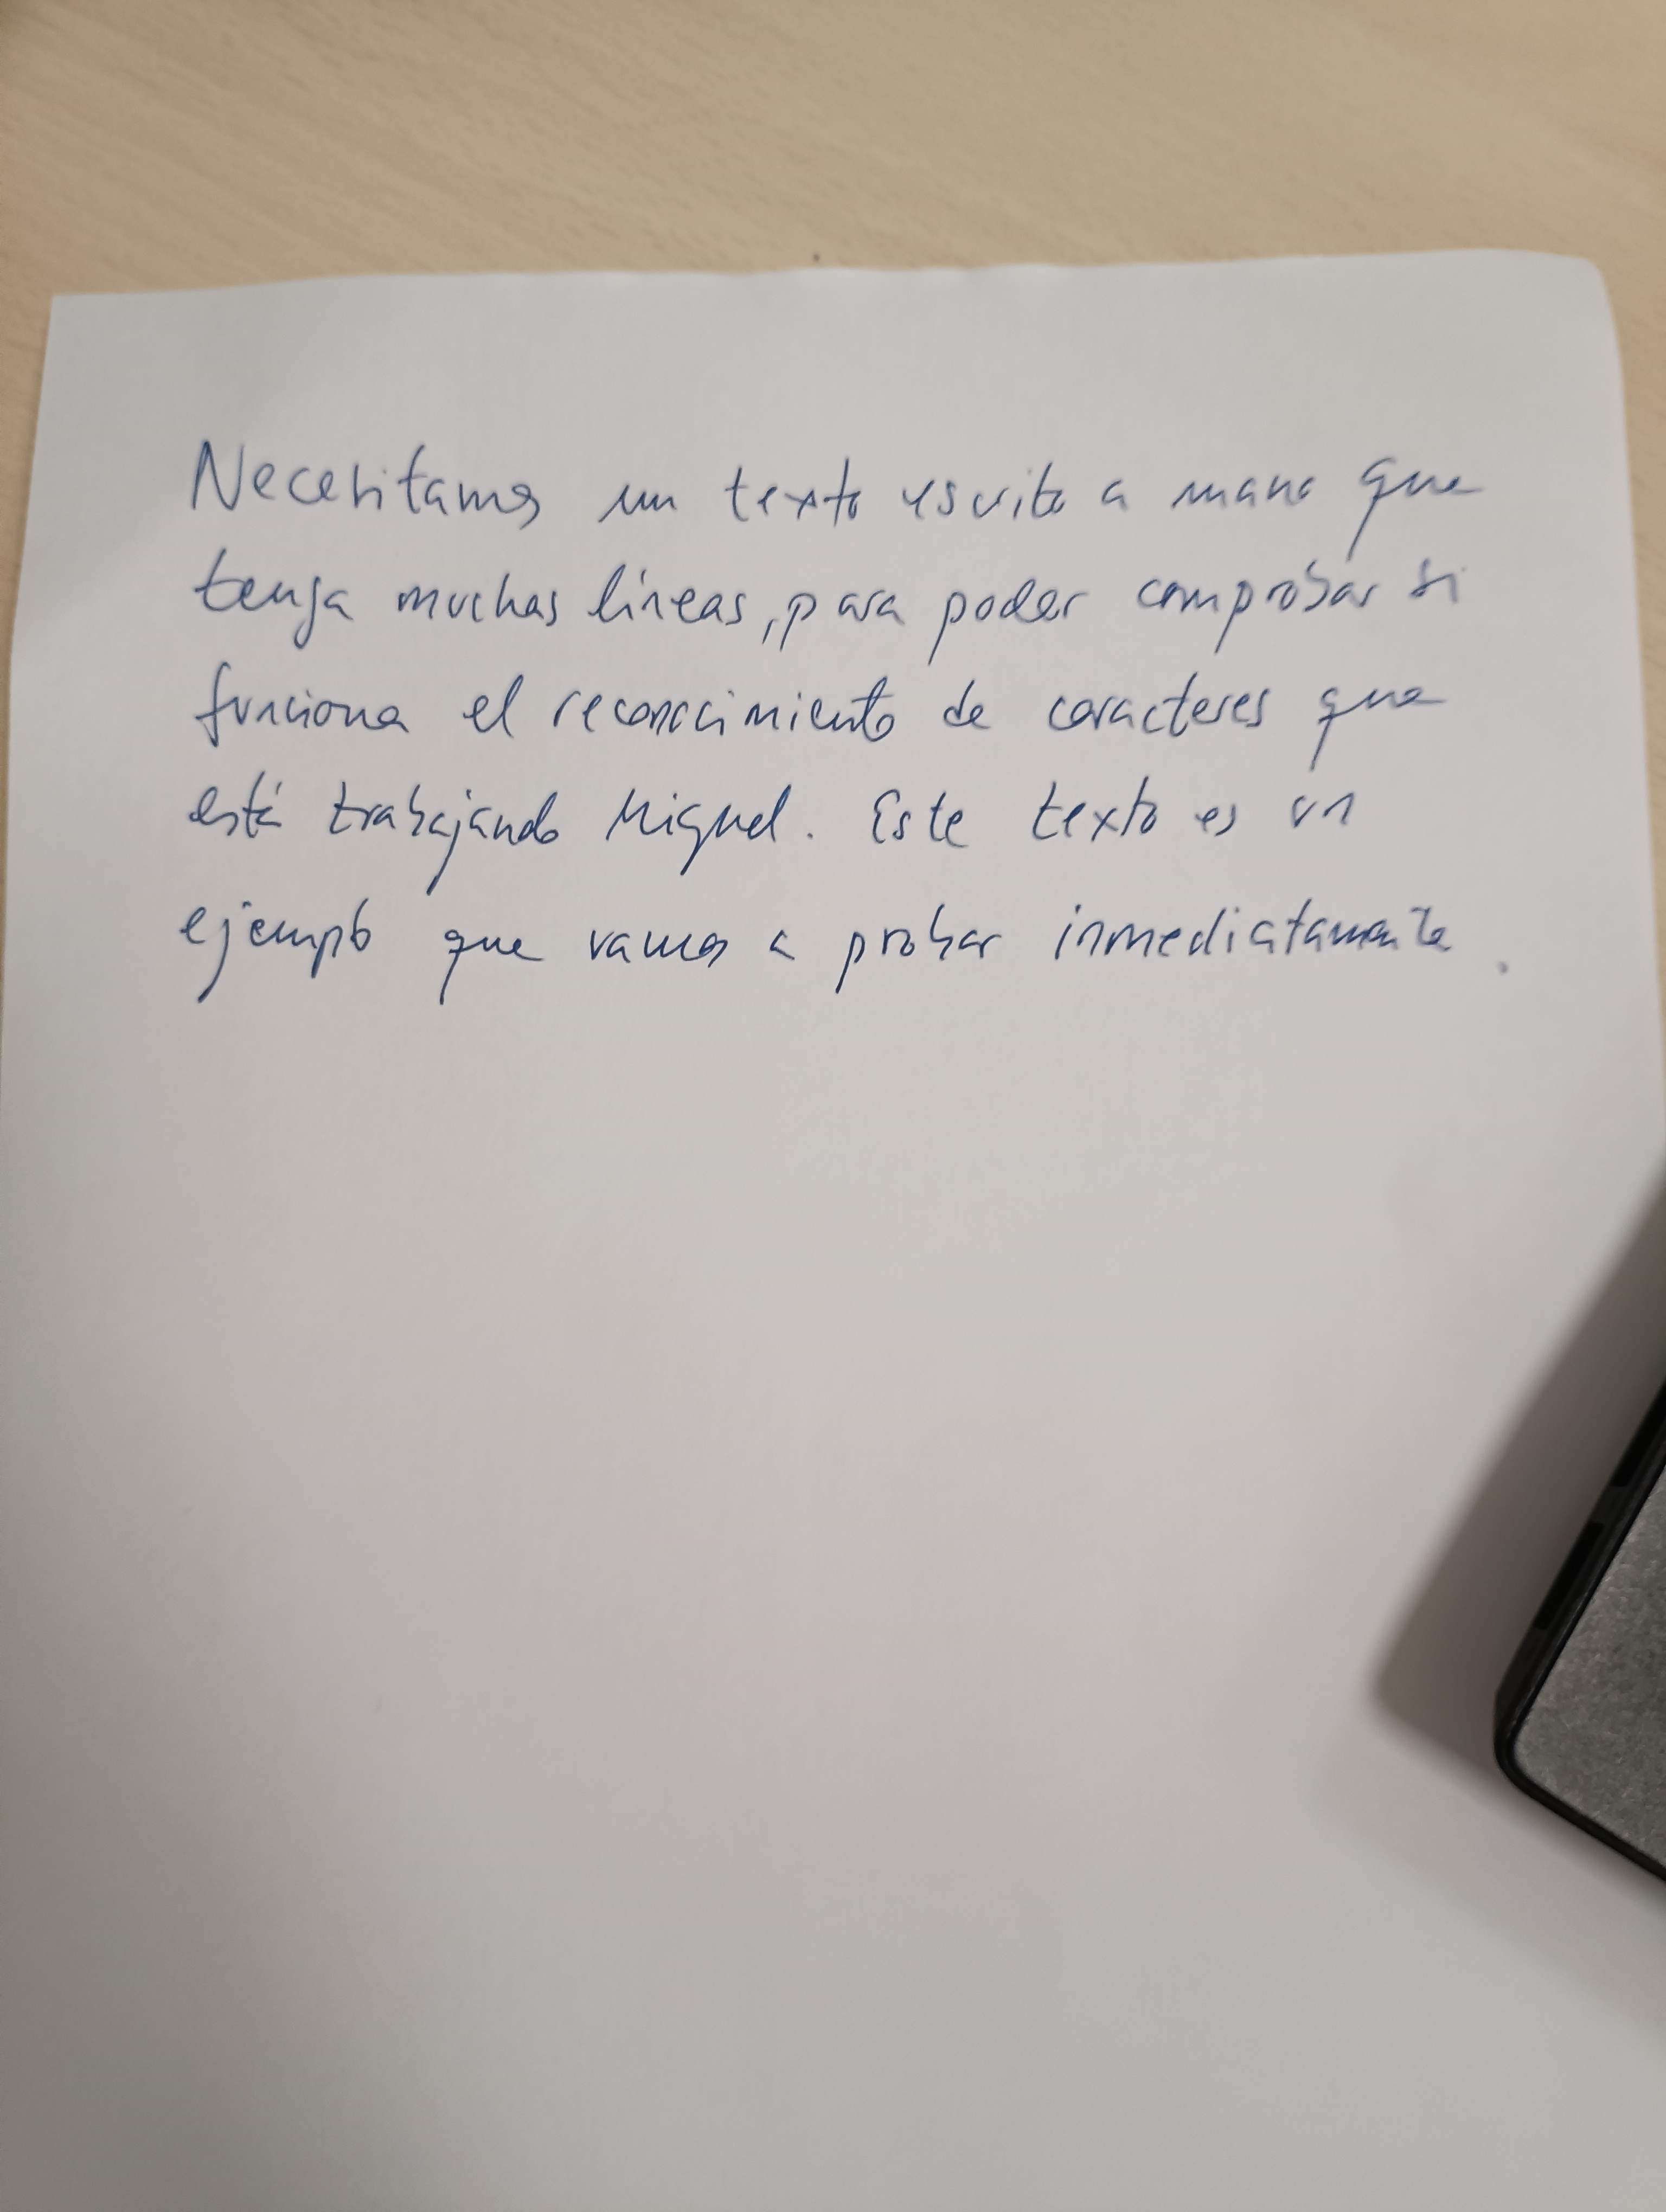 Necesitamos un texto escrito a mano que
tenga muchas líneas, para poder comprobar si
funciona el reconocimiento de caracteres que
está trabajando Miguel. Este texto es un
ejemplo que vamos a probar inmediatamente.